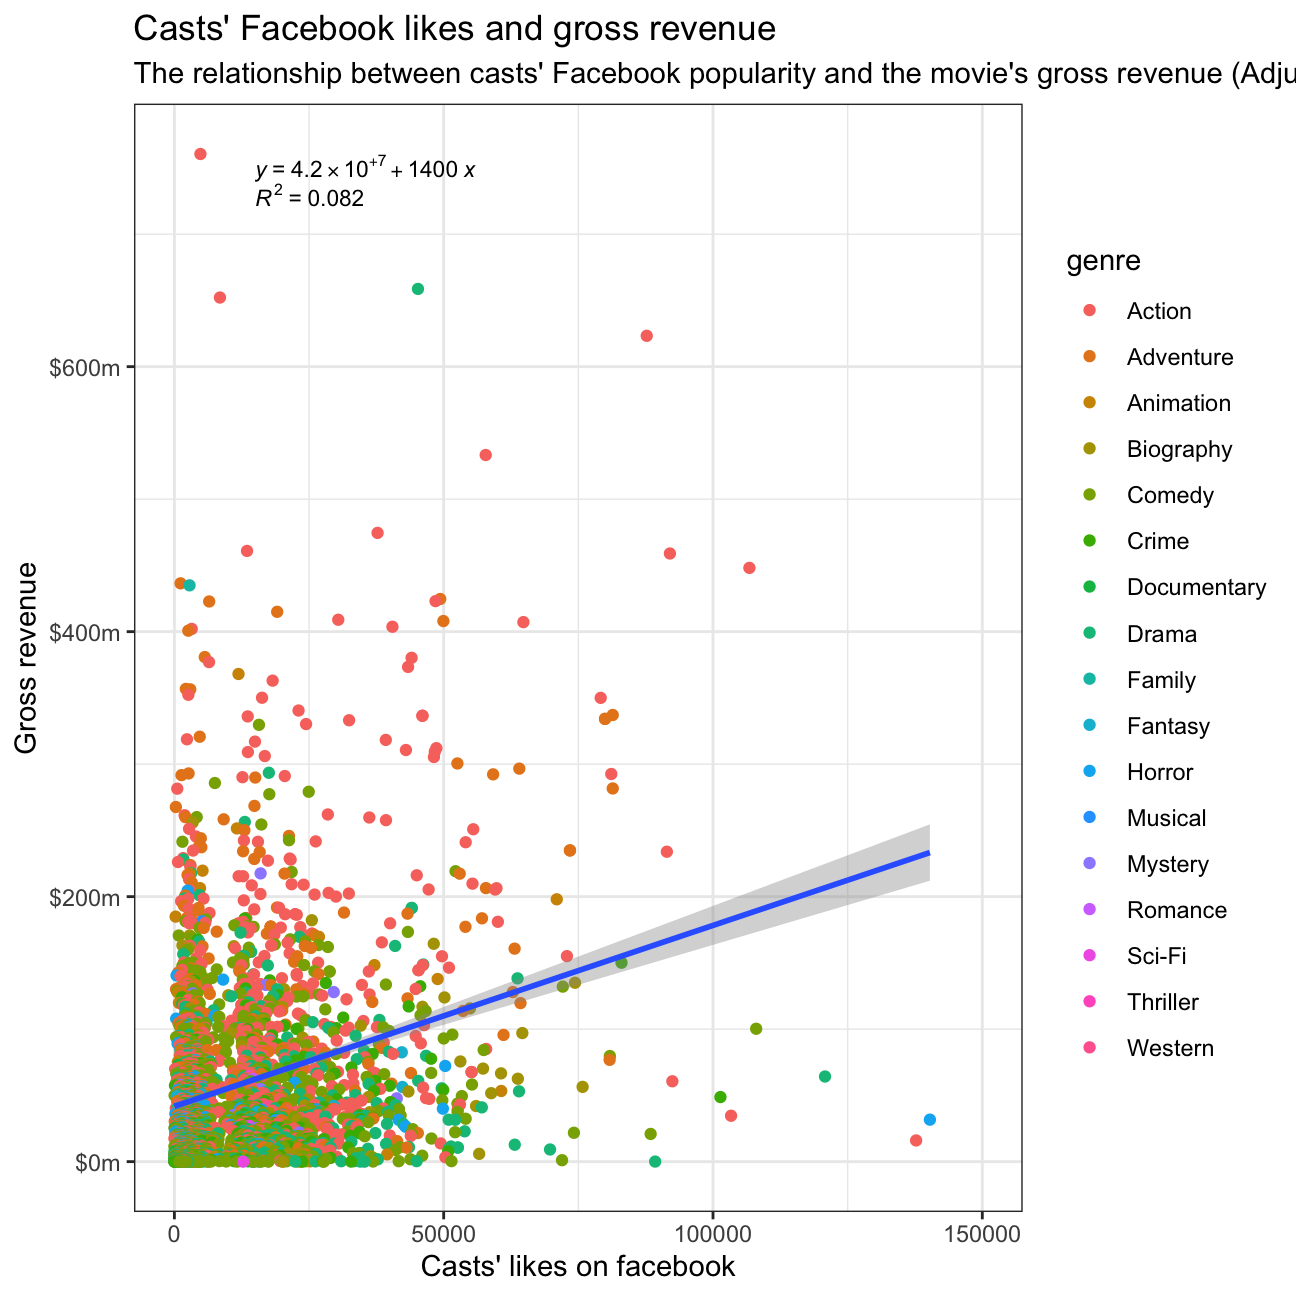 Casts' Facebook likes and gross revenue
The relationship between casts' Facebook popularity and the movie's gross revenue (Adju
y = 4.2 × 10⁺⁷ + 1400 x
R² = 0.082
Gross revenue
$600m
$400m
$200m
$0m
0 50000 100000 150000
Casts' likes on facebook
genre
Action
Adventure
Animation
Biography
Comedy
Crime
Documentary
Drama
Family
Fantasy
Horror
Musical
Mystery
Romance
Sci-Fi
Thriller
Western